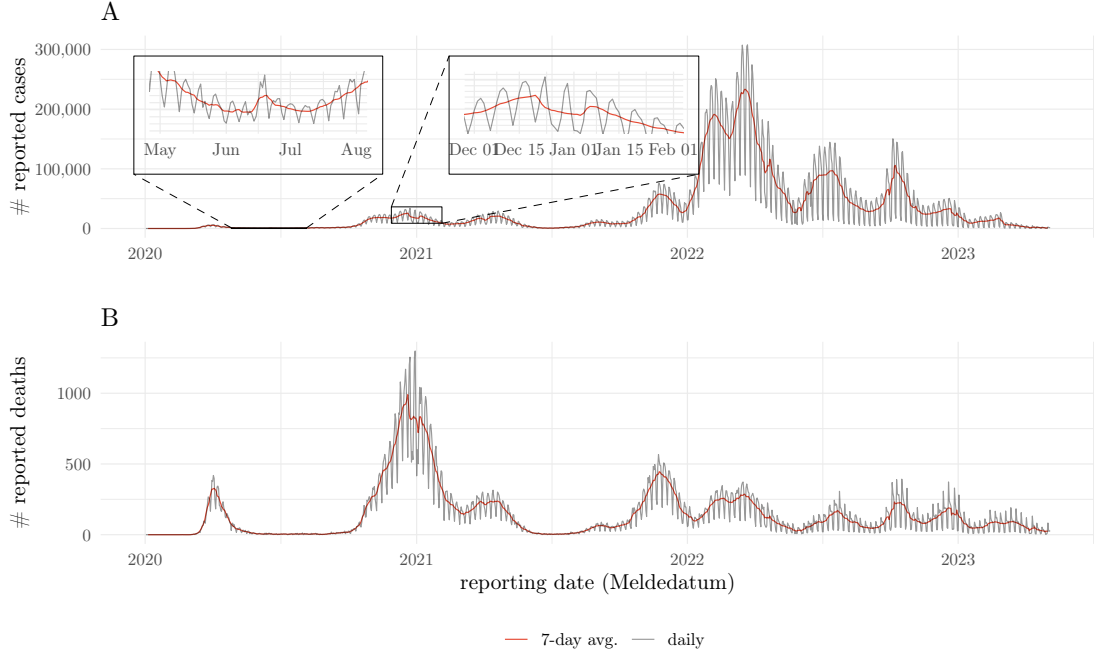 A
# reported cases
300,000
200,000
100,000
0
May Jun Jul Aug
Dec 01 Dec 15 Jan 01 Jan 15 Feb 01
2020 2021 2022 2023
B
# reported deaths
1000
500
0
2020 2021 2022 2023
reporting date (Meldedatum)
7-day avg. daily